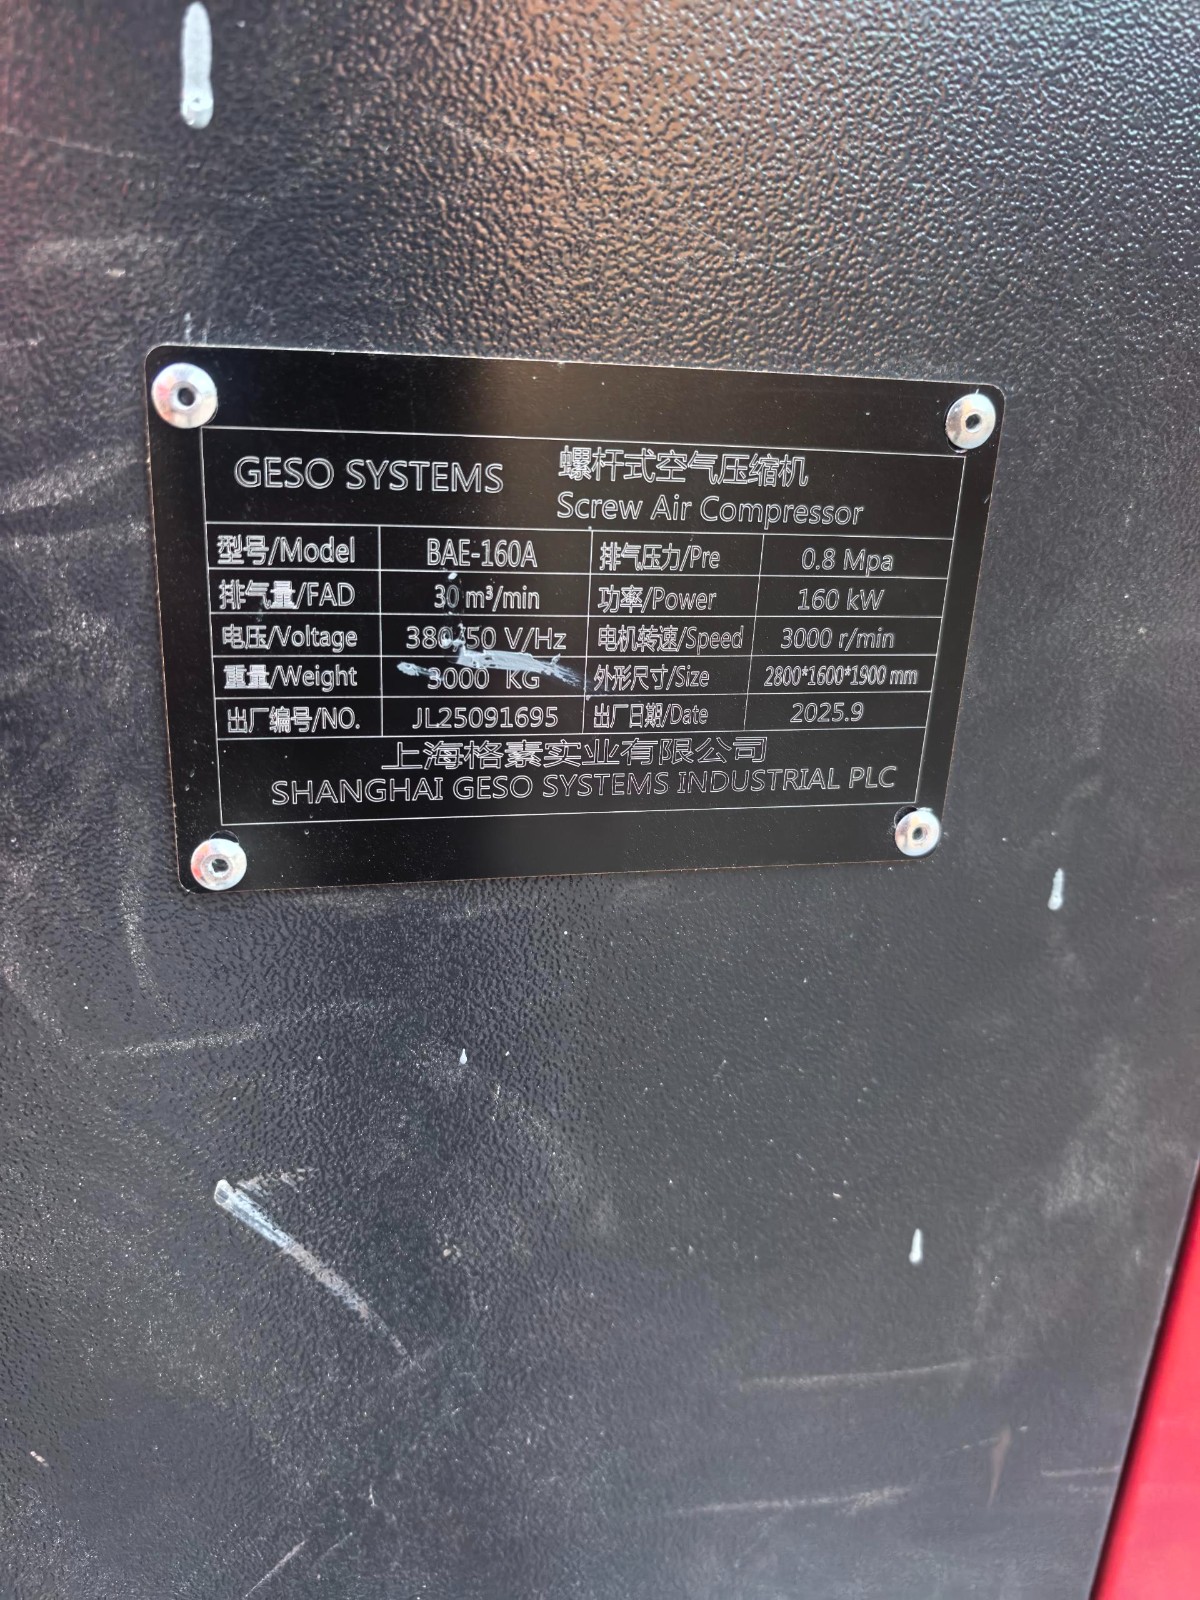 GESO SYSTEMS 螺杆式空气压缩机
Screw Air Compressor
型号/Model BAE-160A 排气压力/Pre 0.8 Mpa
排气量/FAD 30 m³/min 功率/Power 160 kW
电压/Voltage 380/50 V/Hz 电机转速/Speed 3000 r/min
重量/Weight 3000 KG 外形尺寸/Size 2800*1600*1900 mm
出厂编号/NO. JL25091695 出厂日期/Date 2025.9
上海格素实业有限公司
SHANGHAI GESO SYSTEMS INDUSTRIAL PLC